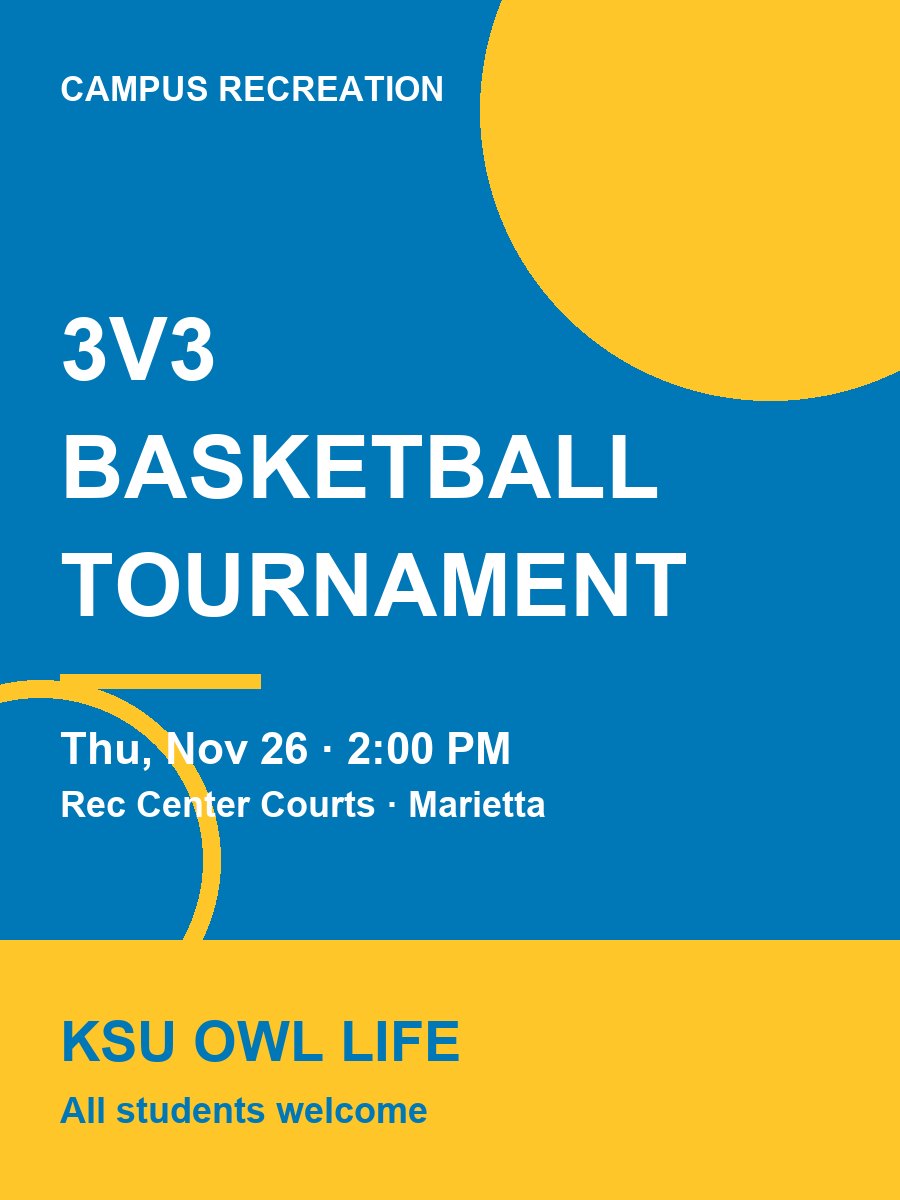 CAMPUS RECREATION
3V3
BASKETBALL
TOURNAMENT
Thu, Nov 26 · 2:00 PM
Rec Center Courts · Marietta
KSU OWL LIFE
All students welcome